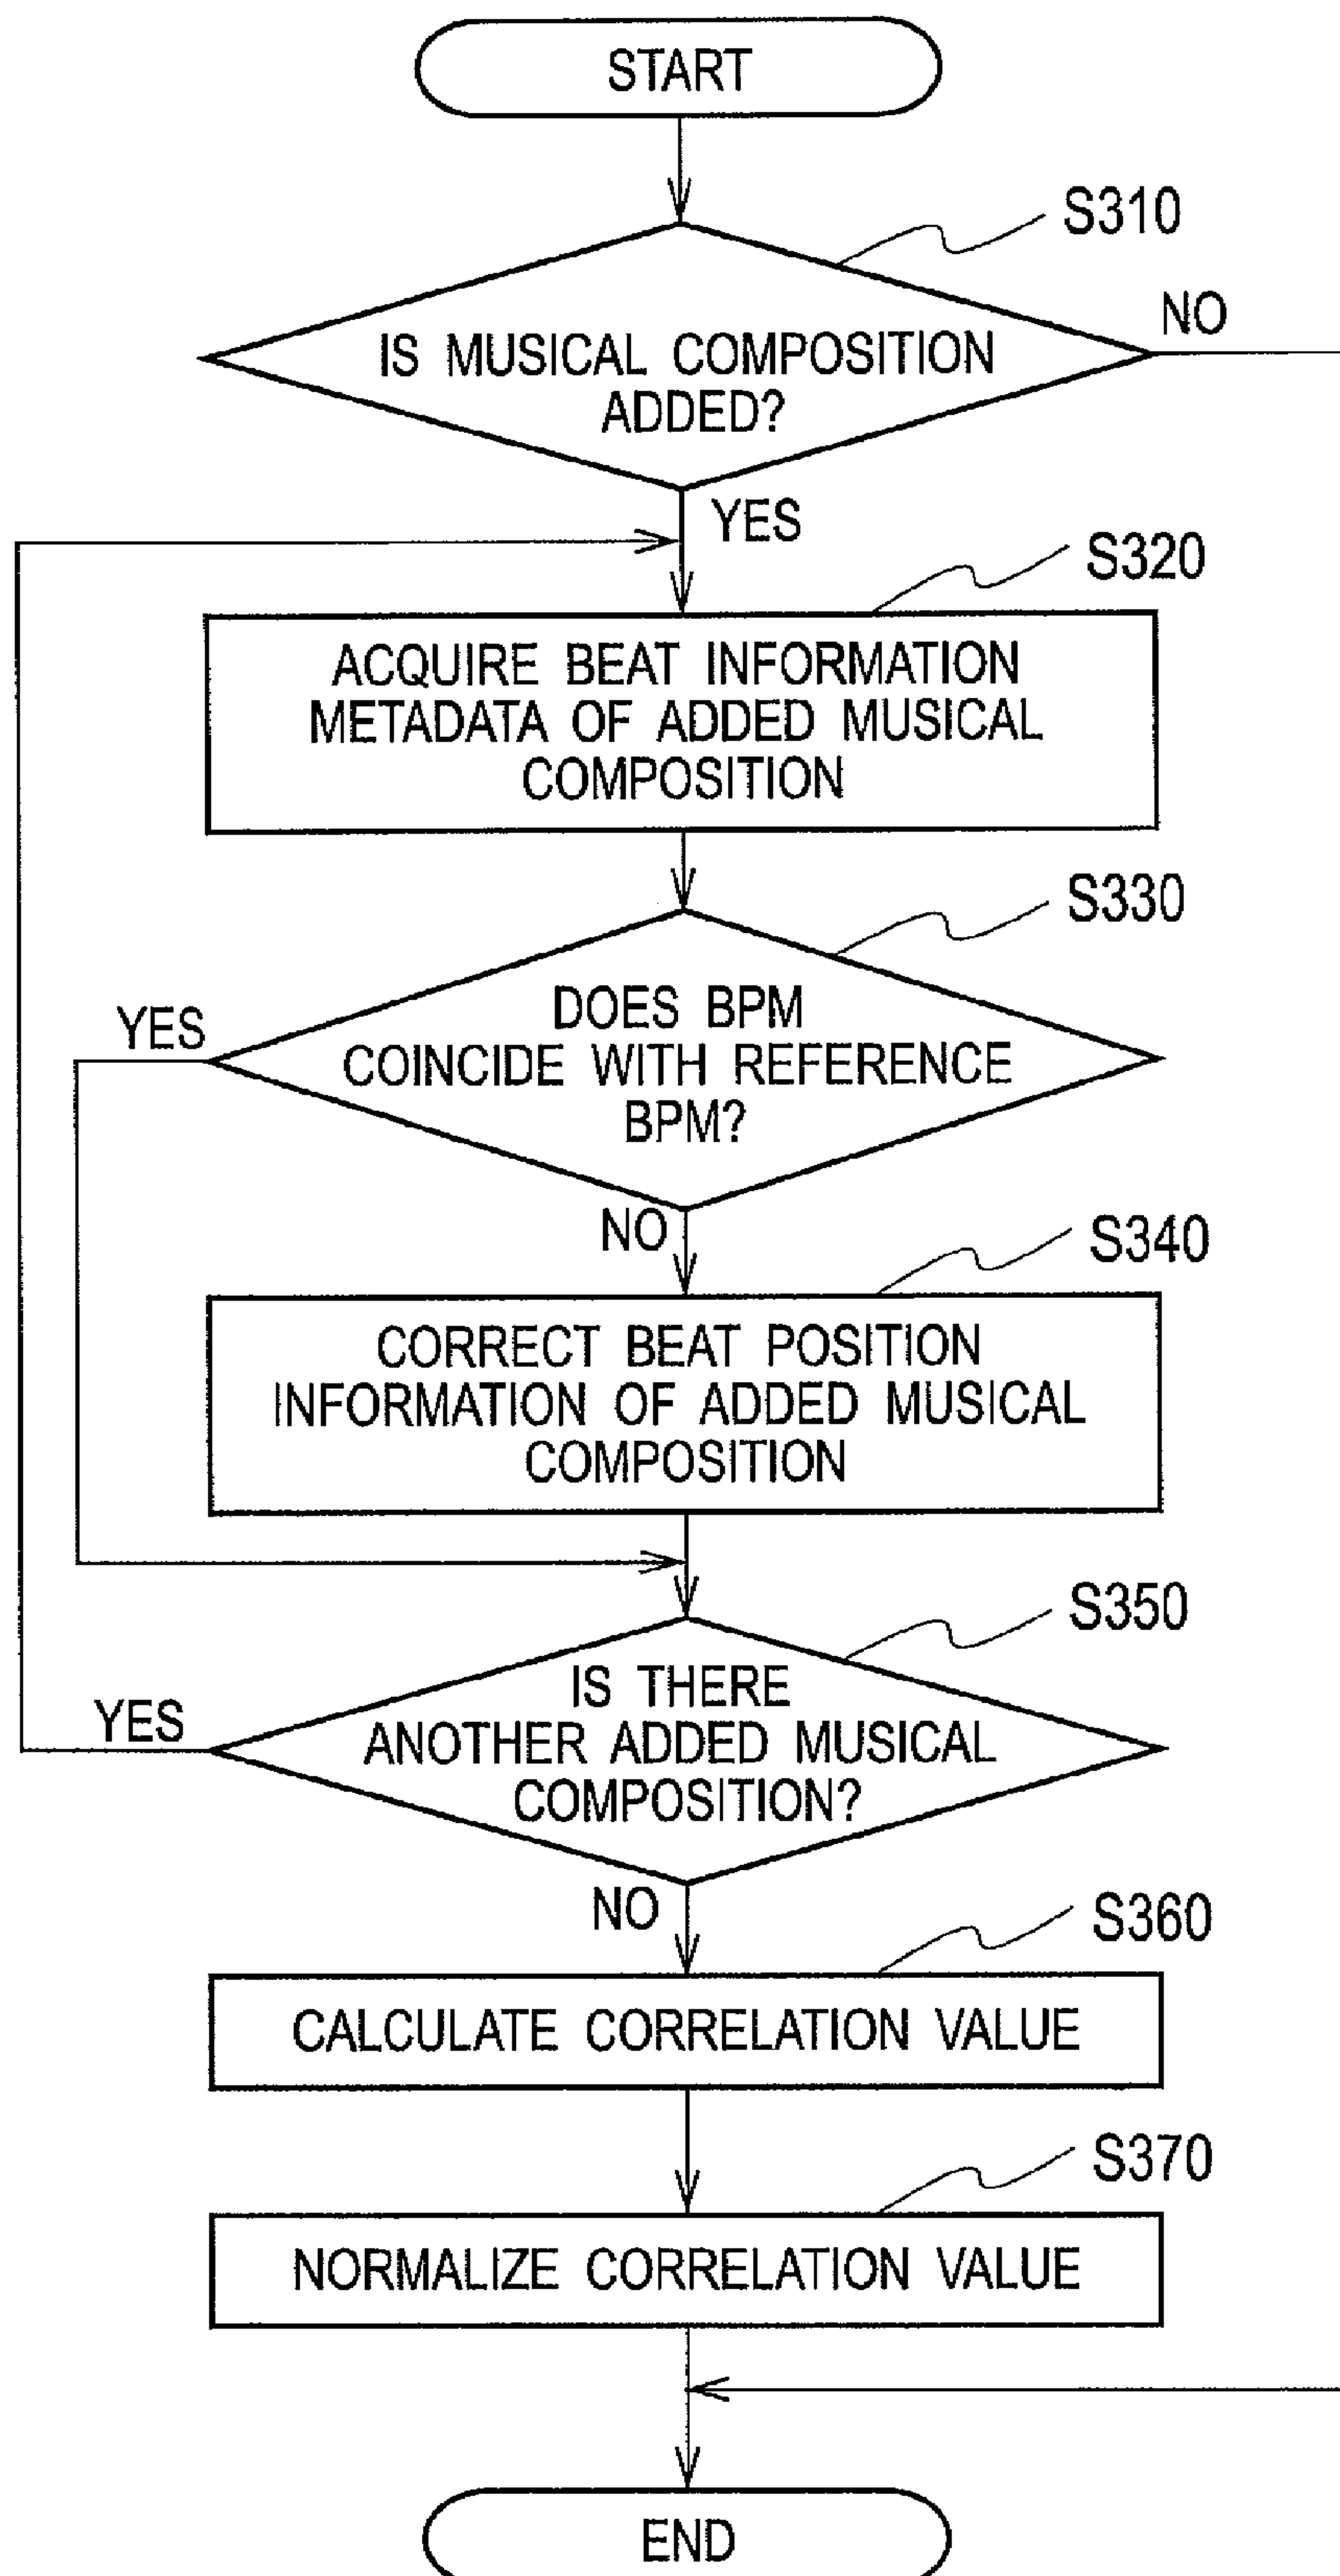 START
S310
NO
IS MUSICAL COMPOSITION
ADDED?
YES
S320
ACQUIRE BEAT INFORMATION
METADATA OF ADDED MUSICAL
COMPOSITION
S330
YES
DOES BPM
COINCIDE WITH REFERENCE
BPM?
NO
S340
CORRECT BEAT POSITION
INFORMATION OF ADDED MUSICAL
COMPOSITION
S350
YES
IS THERE
ANOTHER ADDED MUSICAL
COMPOSITION?
NO
S360
CALCULATE CORRELATION VALUE
S370
NORMALIZE CORRELATION VALUE
END